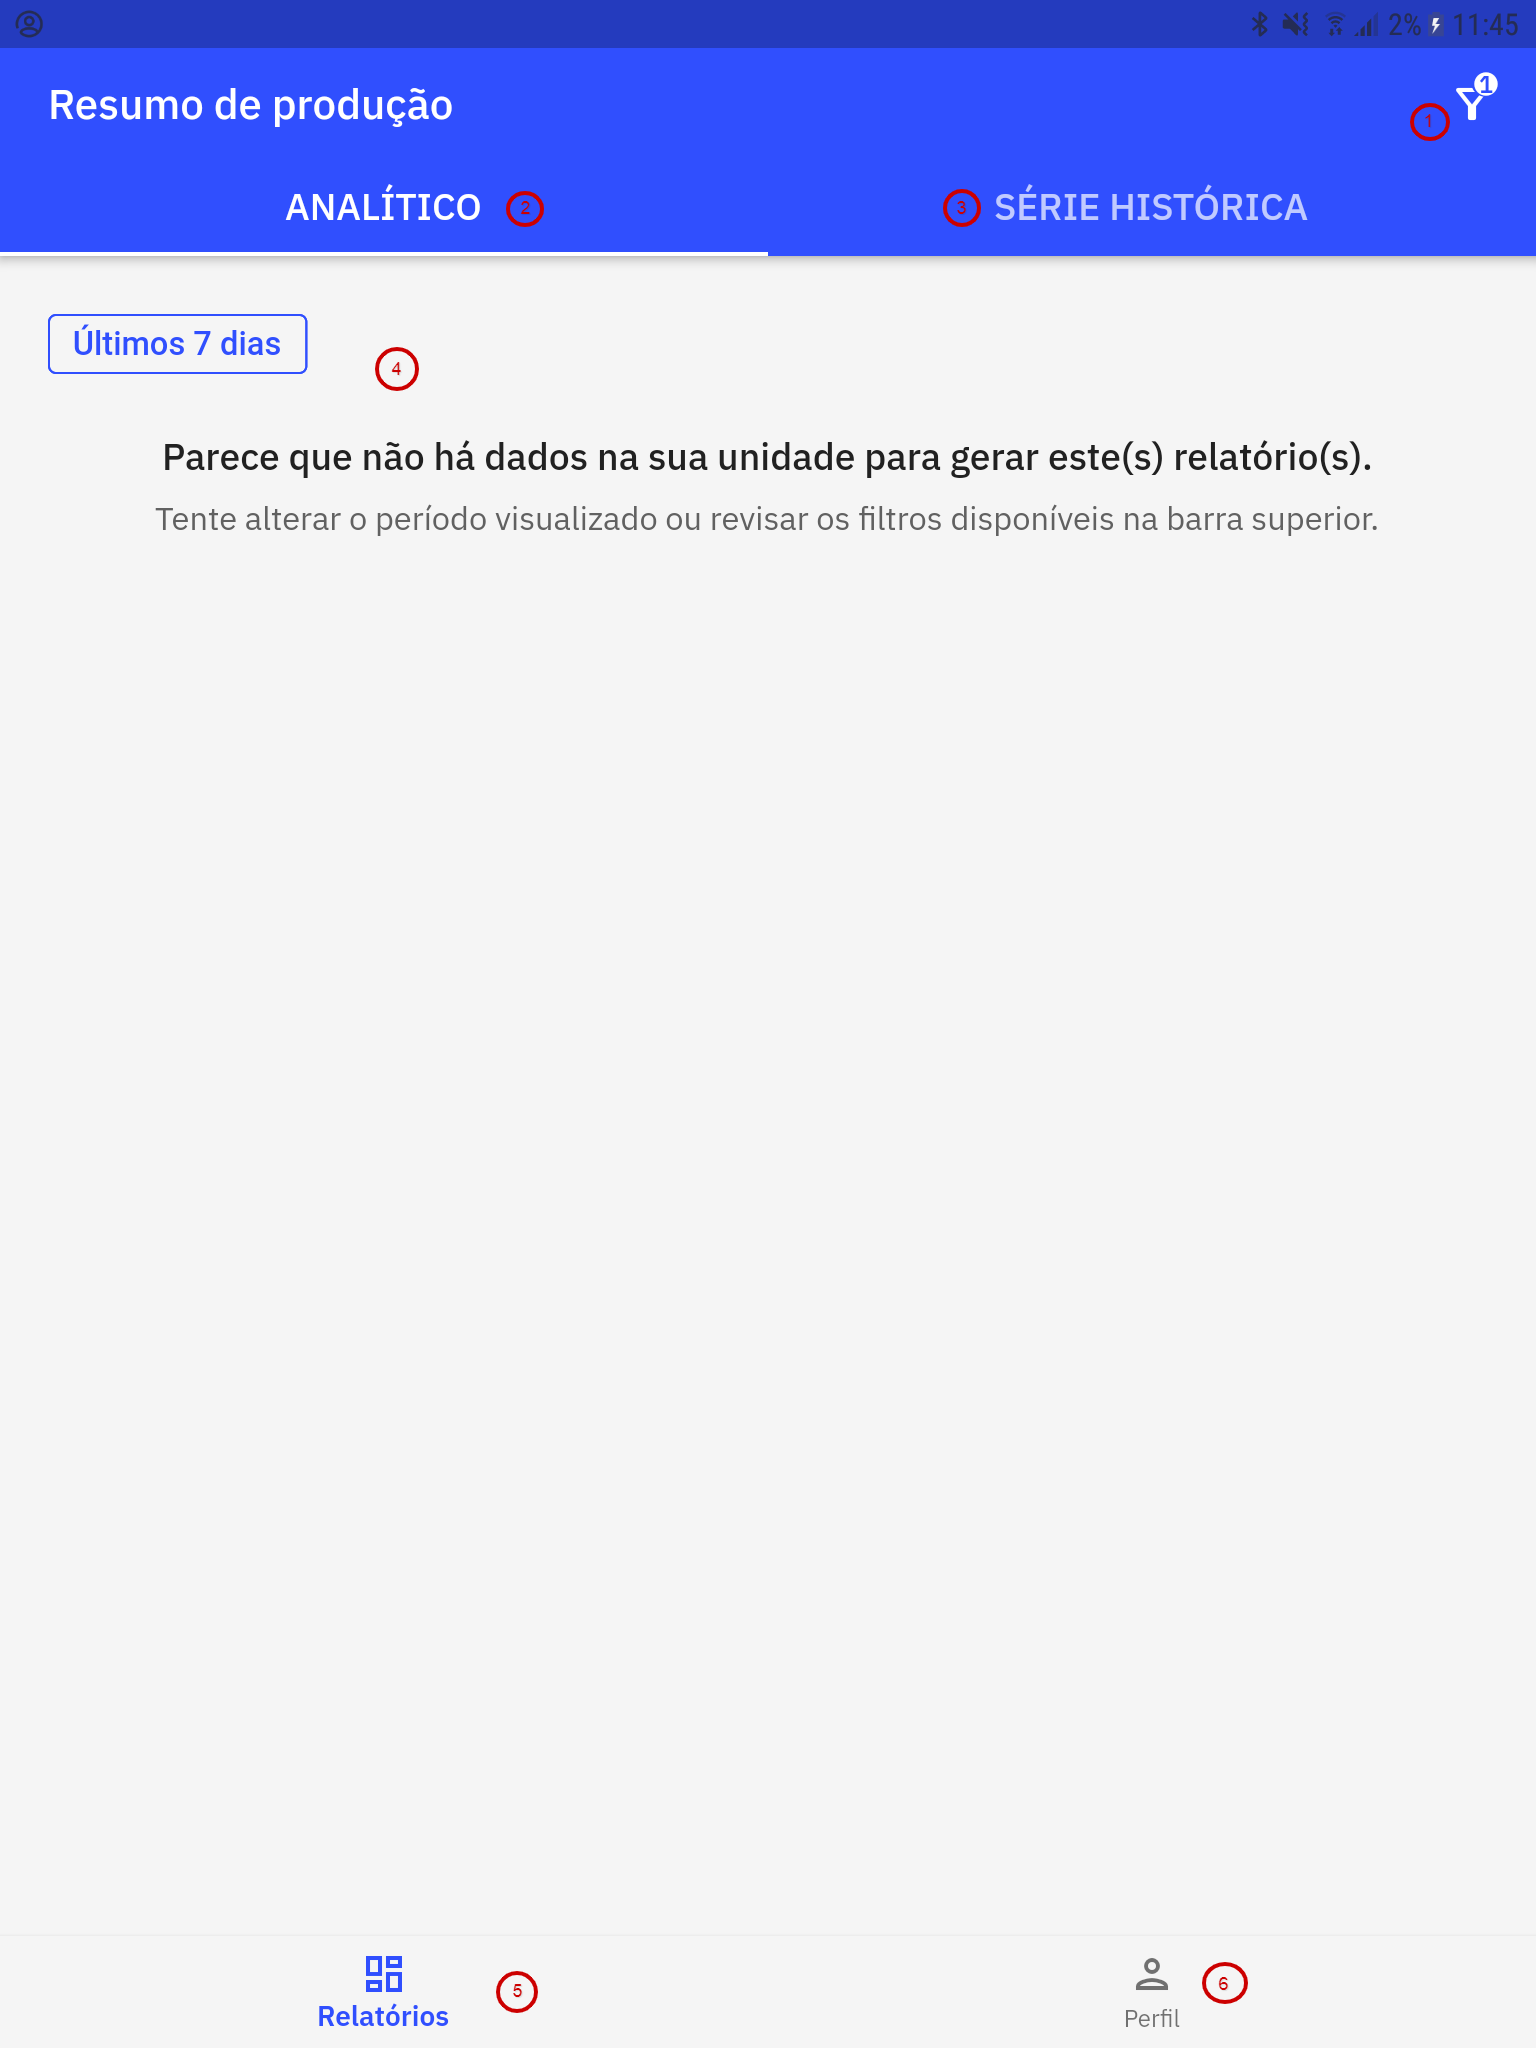 2% 11:45
Resumo de produção
1
1
ANALÍTICO 2
3 SÉRIE HISTÓRICA
Últimos 7 dias
4
Parece que não há dados na sua unidade para gerar este(s) relatório(s).
Tente alterar o período visualizado ou revisar os filtros disponíveis na barra superior.
Relatórios
5
Perfil
6